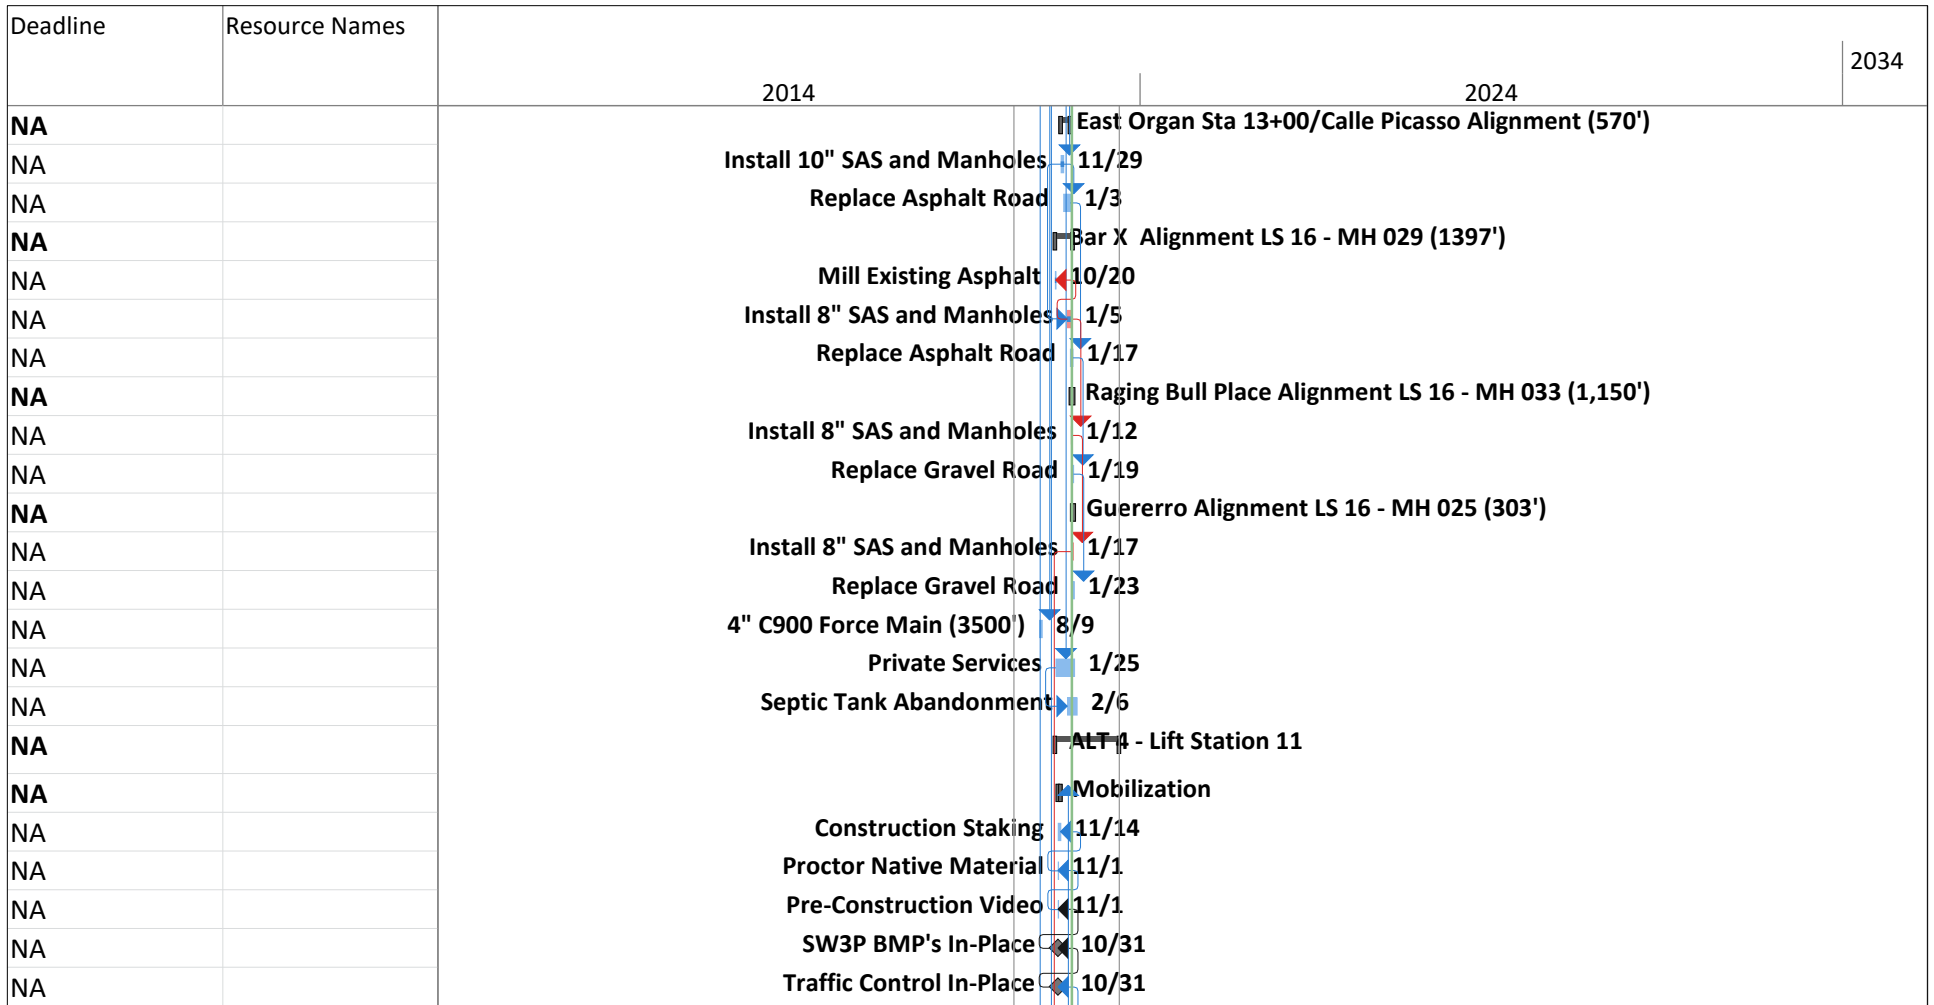 Deadline Resource Names
2034
2014 2024
NA East Organ Sta 13+00/Calle Picasso Alignment (570')
NA Install 10" SAS and Manholes 11/29
NA Replace Asphalt Road 1/3
NA Bar X Alignment LS 16 - MH 029 (1397')
NA Mill Existing Asphalt 10/20
NA Install 8" SAS and Manholes 1/5
NA Replace Asphalt Road 1/17
NA Raging Bull Place Alignment LS 16 - MH 033 (1,150')
NA Install 8" SAS and Manholes 1/12
NA Replace Gravel Road 1/19
NA Guererro Alignment LS 16 - MH 025 (303')
NA Install 8" SAS and Manholes 1/17
NA Replace Gravel Road 1/23
NA 4" C900 Force Main (3500') 8/9
NA Private Services 1/25
NA Septic Tank Abandonment 2/6
NA ALT 4 - Lift Station 11
NA Mobilization
NA Construction Staking 11/14
NA Proctor Native Material 11/1
NA Pre-Construction Video 11/1
NA SW3P BMP's In-Place 10/31
NA Traffic Control In-Place 10/31